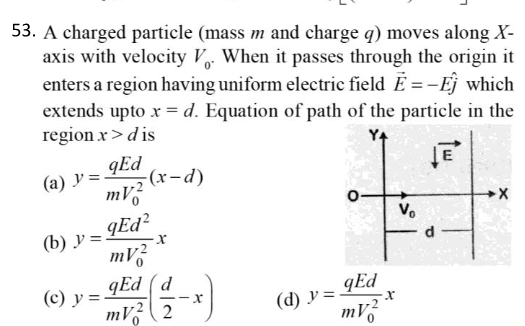 53. A charged particle (mass m and charge q) moves along X-
axis with velocity V₀. When it passes through the origin it
enters a region having uniform electric field E⃗ = −Eĵ which
extends upto x = d. Equation of path of the particle in the
region x > d is
(a) y = qEd/mV₀² (x − d)
(b) y = qEd²/mV₀² x
(c) y = qEd/mV₀² (d/2 − x)
(d) y = qEd/mV₀² x
Y
E
O
X
V₀
d